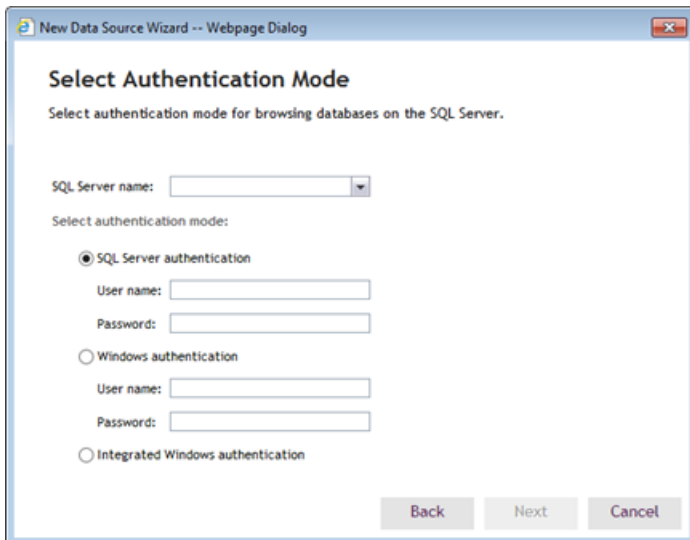 New Data Source Wizard -- Webpage Dialog
Select Authentication Mode
Select authentication mode for browsing databases on the SQL Server.
SQL Server name:
Select authentication mode:
SQL Server authentication
User name:
Password:
Windows authentication
User name:
Password:
Integrated Windows authentication
Back Next Cancel